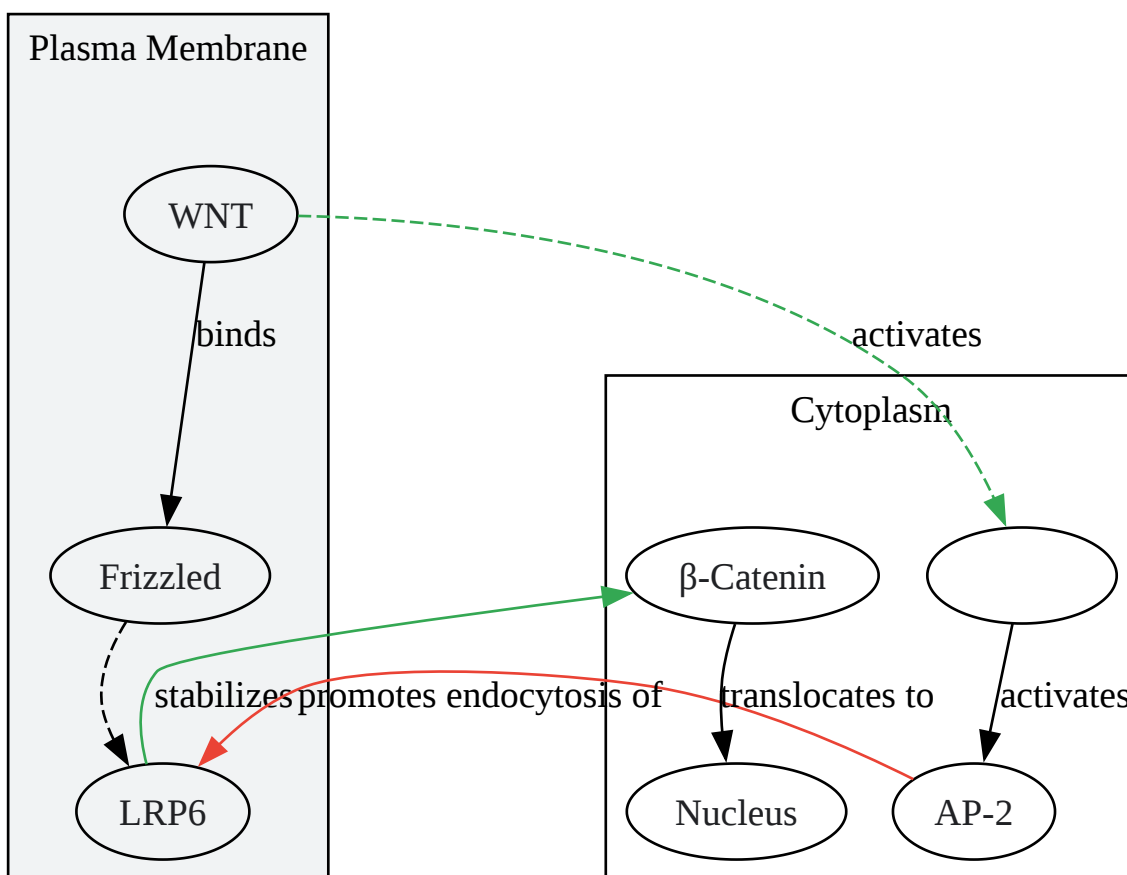 Plasma Membrane
WNT
binds
activates
Cytoplasm
Frizzled
β-Catenin
stabilizes
promotes endocytosis of
translocates to
activates
LRP6
Nucleus
AP-2